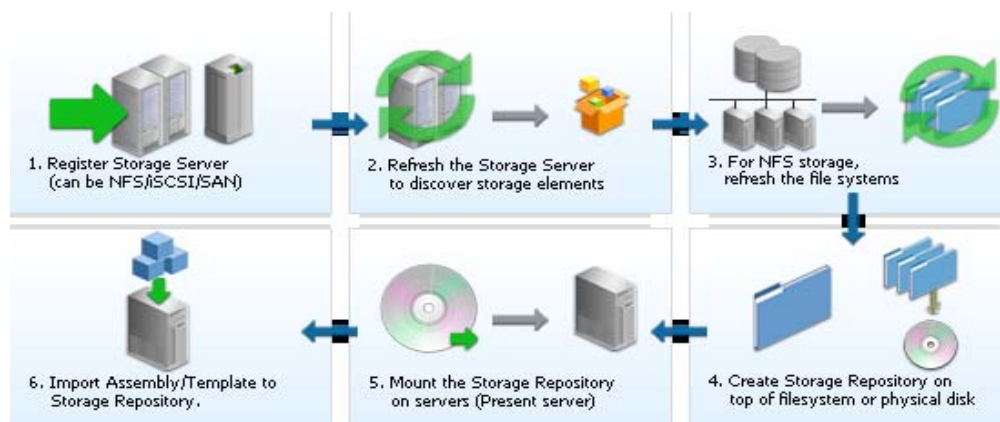 1. Register Storage Server
(can be NFS/iSCSI/SAN)
2. Refresh the Storage Server
to discover storage elements
3. For NFS storage,
refresh the file systems
4. Create Storage Repository on
top of filesystem or physical disk
5. Mount the Storage Repository
on servers (Present server)
6. Import Assembly/Template to
Storage Repository.